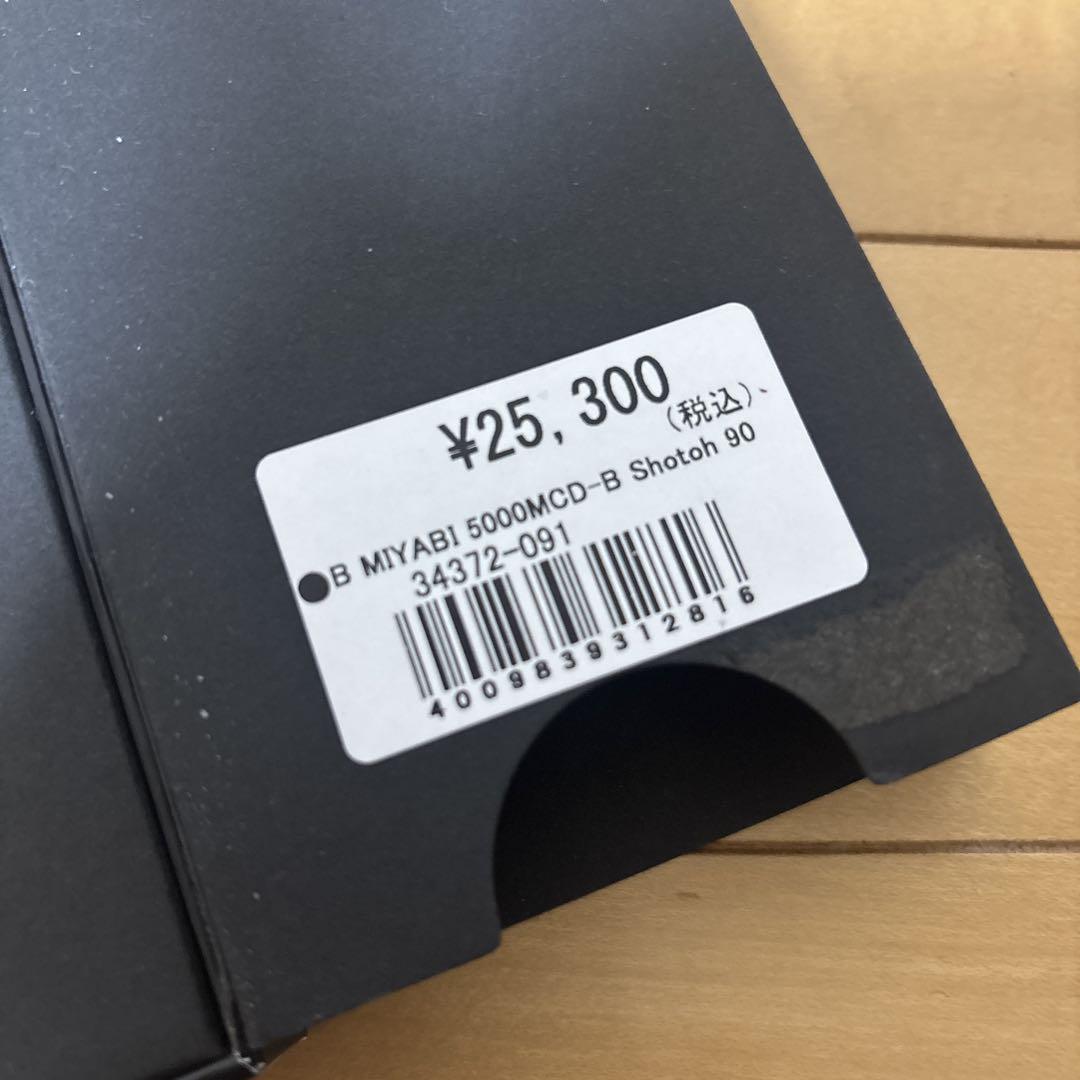 ¥25,300
(税込)
B MIYABI 5000MCD-B Shotoh 90
34372-091
4009839312816